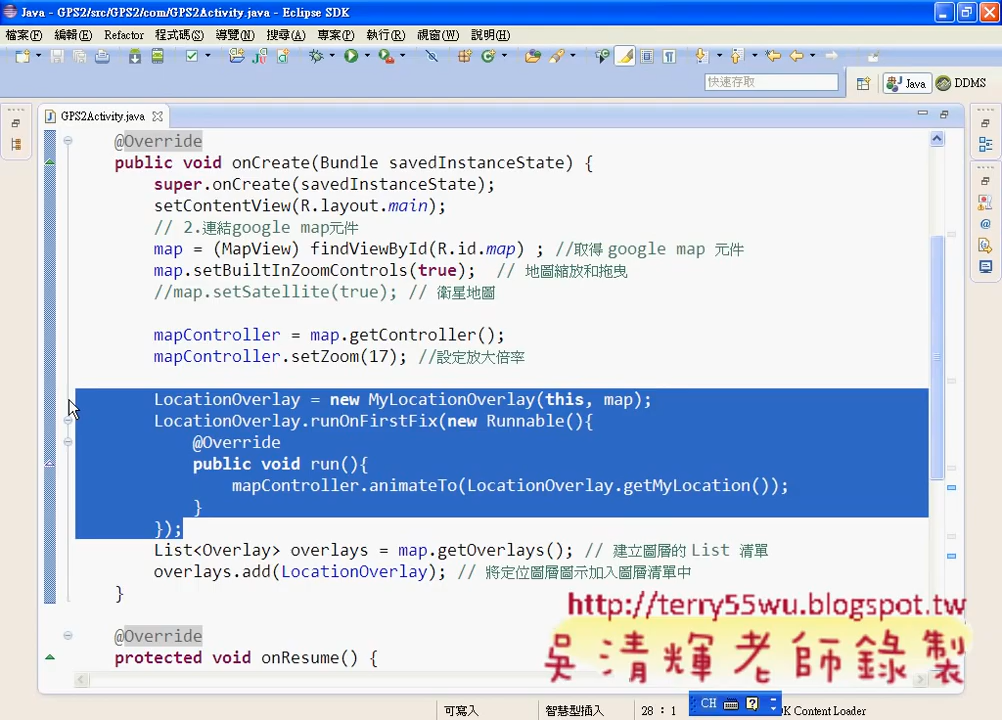 Java - GPS2/src/GPS2/com/GPS2Activity.java - Eclipse SDK
檔案(F) 編輯(E) Refactor 程式碼(S) 導覽(N) 搜尋(A) 專案(P) 執行(R) 視窗(W) 說明(H)
快速存取
Java
DDMS
GPS2Activity.java
@Override
public void onCreate(Bundle savedInstanceState) {
super.onCreate(savedInstanceState);
setContentView(R.layout.main);
// 2.連結google map元件
map = (MapView) findViewById(R.id.map) ; //取得 google map 元件
map.setBuiltInZoomControls(true); // 地圖縮放和拖曳
//map.setSatellite(true); // 衛星地圖
mapController = map.getController();
mapController.setZoom(17); //設定放大倍率
LocationOverlay = new MyLocationOverlay(this, map);
LocationOverlay.runOnFirstFix(new Runnable(){
@Override
public void run(){
mapController.animateTo(LocationOverlay.getMyLocation());
}
});
List<Overlay> overlays = map.getOverlays(); // 建立圖層的 List 清單
overlays.add(LocationOverlay); // 將定位圖層圖示加入圖層清單中
}
http://terry55wu.blogspot.tw
@Override
吳清輝老師錄製
protected void onResume() {
可寫入
智慧型插入
28 : 1
CH
K Content Loader